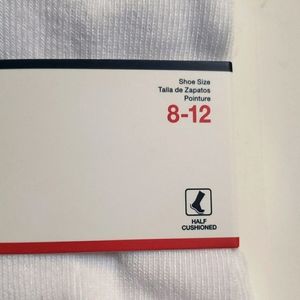 Shoe Size
Talla de Zapatos
Pointure
8-12
HALF
CUSHIONED